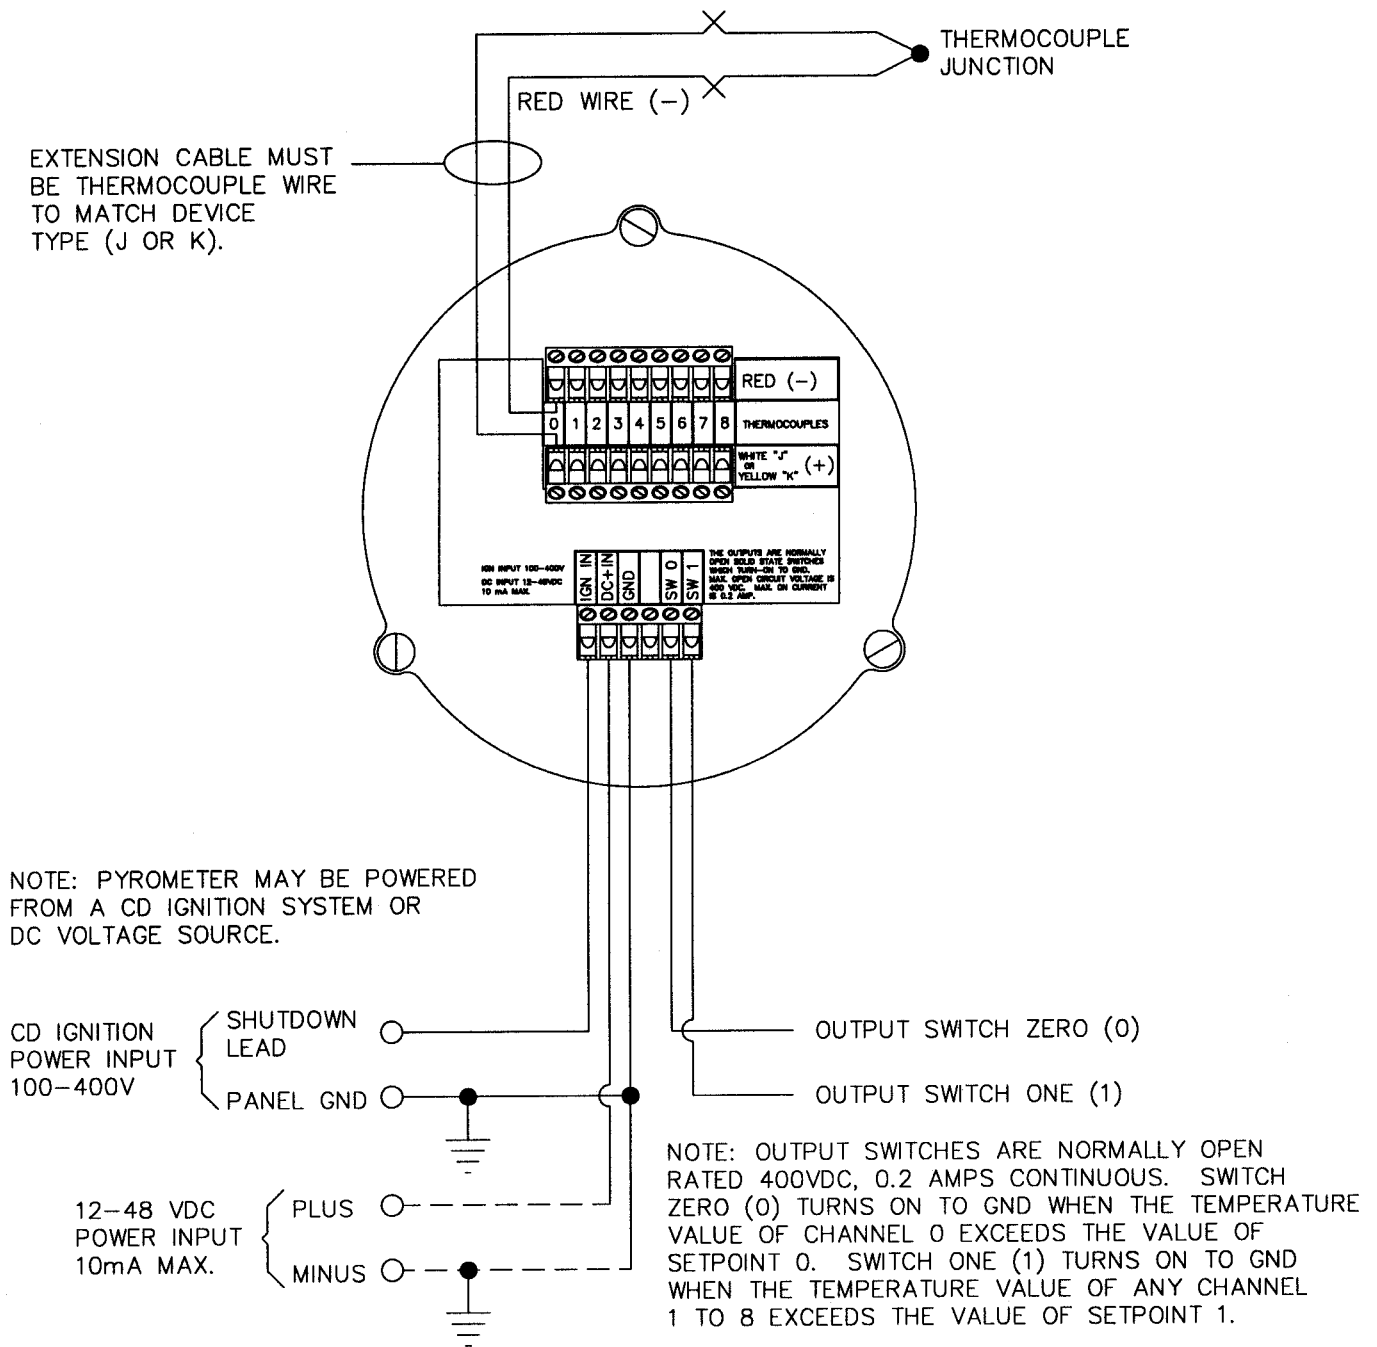 THERMOCOUPLE
JUNCTION
RED WIRE (−)
EXTENSION CABLE MUST
BE THERMOCOUPLE WIRE
TO MATCH DEVICE
TYPE (J OR K).
RED (−)
0 1 2 3 4 5 6 7 8 THERMOCOUPLES
WHITE "J"
OR
YELLOW "K" (+)
IGN INPUT 100−400V
DC INPUT 12−48VDC
10 mA MAX.
IGN IN
DC+IN
GND
SW 0
SW 1
THE OUTPUTS ARE NORMALLY
OPEN SOLID STATE SWITCHES
WHICH TURN−ON TO GND.
MAX. OPEN CIRCUIT VOLTAGE IS
400 VDC. MAX. ON CURRENT
IS 0.2 AMP.
NOTE: PYROMETER MAY BE POWERED
FROM A CD IGNITION SYSTEM OR
DC VOLTAGE SOURCE.
CD IGNITION
POWER INPUT
100−400V
SHUTDOWN
LEAD
PANEL GND
OUTPUT SWITCH ZERO (0)
OUTPUT SWITCH ONE (1)
12−48 VDC
POWER INPUT
10mA MAX.
PLUS
MINUS
NOTE: OUTPUT SWITCHES ARE NORMALLY OPEN
RATED 400VDC, 0.2 AMPS CONTINUOUS. SWITCH
ZERO (0) TURNS ON TO GND WHEN THE TEMPERATURE
VALUE OF CHANNEL 0 EXCEEDS THE VALUE OF
SETPOINT 0. SWITCH ONE (1) TURNS ON TO GND
WHEN THE TEMPERATURE VALUE OF ANY CHANNEL
1 TO 8 EXCEEDS THE VALUE OF SETPOINT 1.